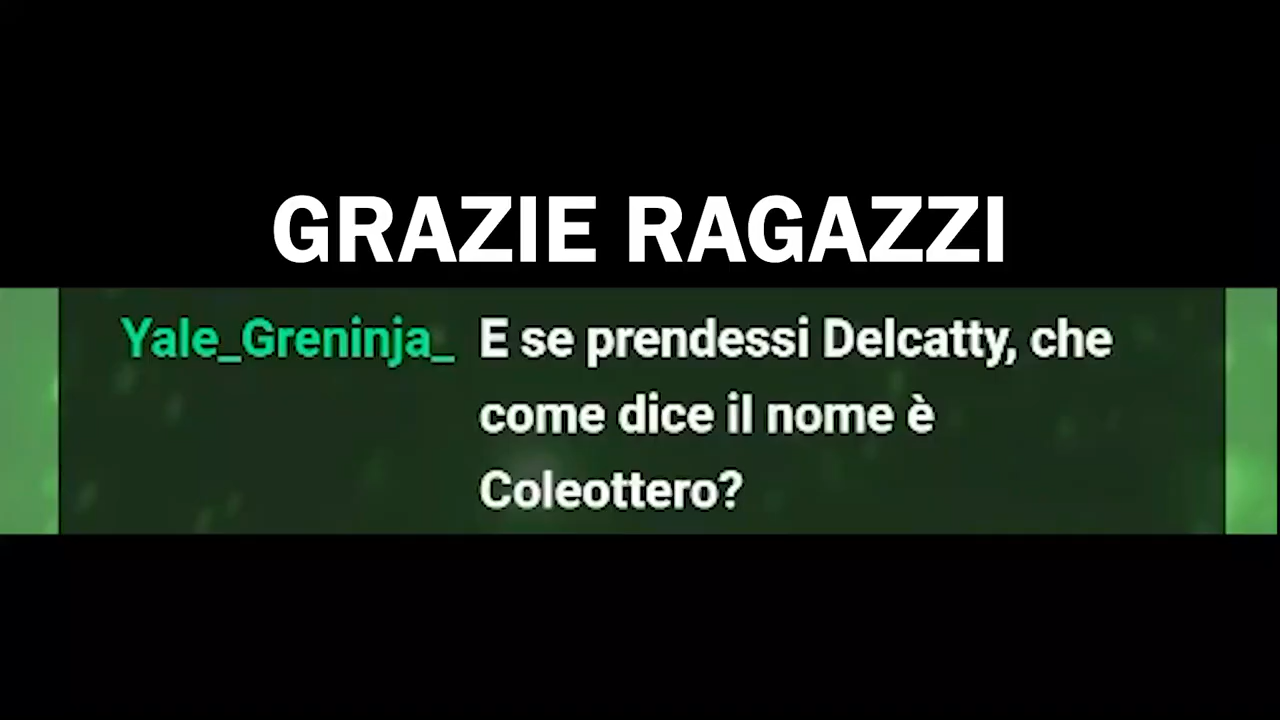 GRAZIE RAGAZZI
Yale_Greninja_ E se prendessi Delcatty, che
come dice il nome è
Coleottero?